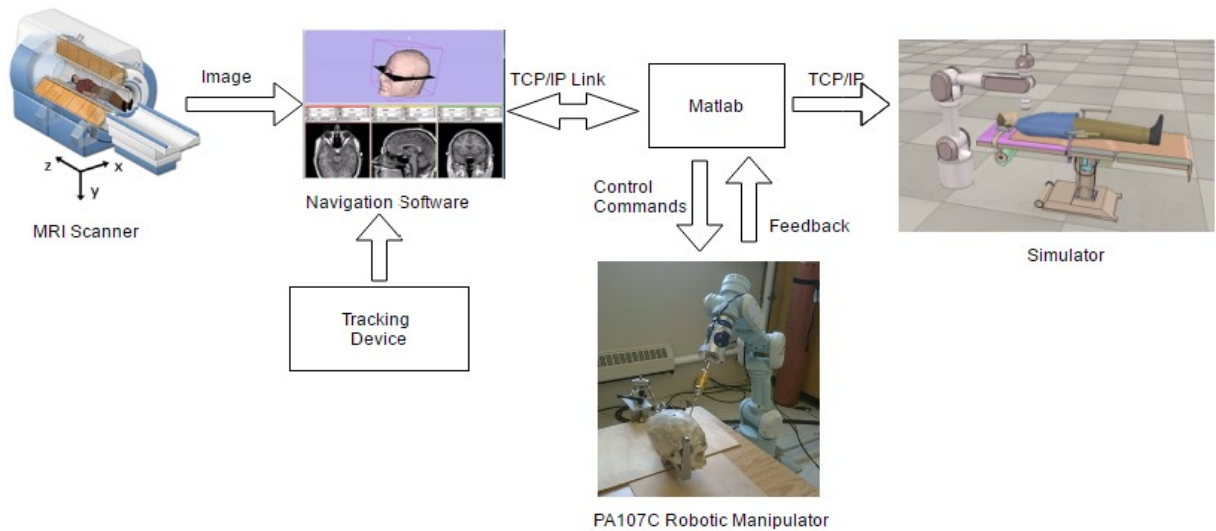 Image
TCP/IP Link
Matlab
TCP/IP
z
x
y
MRI Scanner
Navigation Software
Control
Commands
Feedback
Simulator
Tracking
Device
PA107C Robotic Manipulator